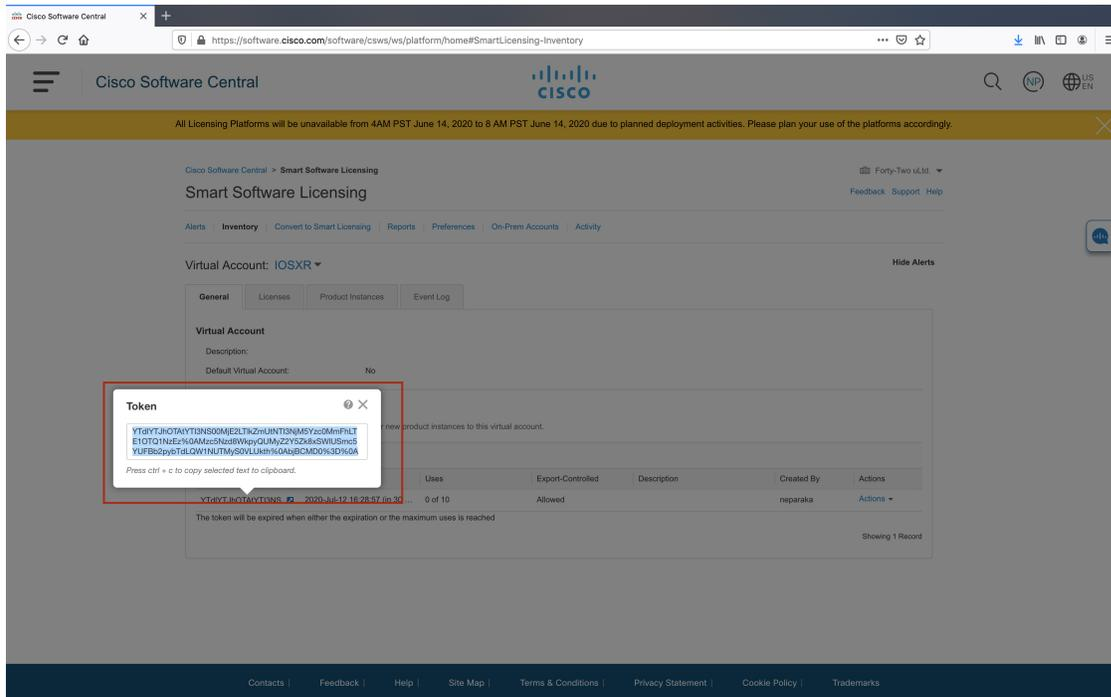 Cisco Software Central
https://software.cisco.com/software/csws/ws/platform/home#SmartLicensing-Inventory
Cisco Software Central
CISCO
NP
US
EN
All Licensing Platforms will be unavailable from 4AM PST June 14, 2020 to 8 AM PST June 14, 2020 due to planned deployment activities. Please plan your use of the platforms accordingly.
Cisco Software Central > Smart Software Licensing
Forty-Two uLtd.
Smart Software Licensing
Feedback Support Help
Alerts | Inventory | Convert to Smart Licensing | Reports | Preferences | On-Prem Accounts | Activity
Virtual Account: IOSXR
Hide Alerts
General Licenses Product Instances Event Log
Virtual Account
Description:
Default Virtual Account: No
Token
new product instances to this virtual account.
Press ctrl + c to copy selected text to clipboard.
Uses Export-Controlled Description Created By Actions
2020-Jul-12 16:28:57 (in 30 ... 0 of 10 Allowed neparaka Actions
The token will be expired when either the expiration or the maximum uses is reached
Showing 1 Record
Contacts | Feedback | Help | Site Map | Terms & Conditions | Privacy Statement | Cookie Policy | Trademarks